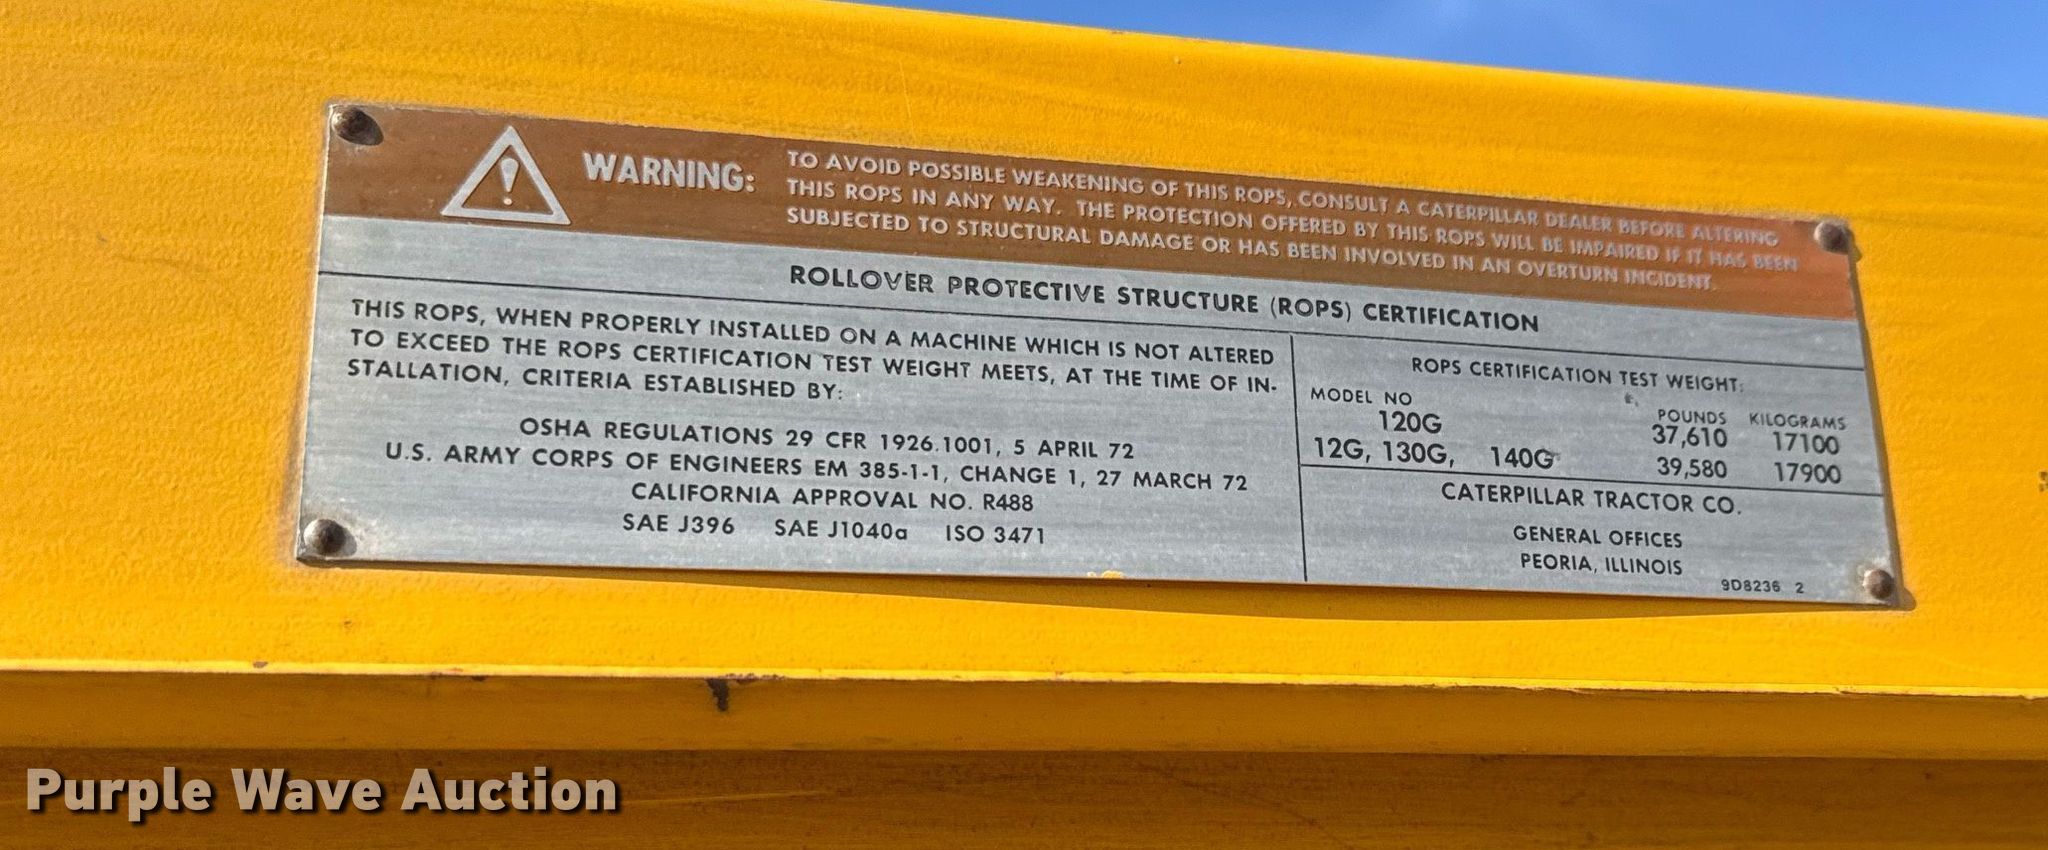 WARNING:
TO AVOID POSSIBLE WEAKENING OF THIS ROPS, CONSULT A CATERPILLAR DEALER BEFORE ALTERING
THIS ROPS IN ANY WAY. THE PROTECTION OFFERED BY THIS ROPS WILL BE IMPAIRED IF IT HAS BEEN
SUBJECTED TO STRUCTURAL DAMAGE OR HAS BEEN INVOLVED IN AN OVERTURN INCIDENT.
ROLLOVER PROTECTIVE STRUCTURE (ROPS) CERTIFICATION
THIS ROPS, WHEN PROPERLY INSTALLED ON A MACHINE WHICH IS NOT ALTERED
TO EXCEED THE ROPS CERTIFICATION TEST WEIGHT MEETS, AT THE TIME OF IN-
STALLATION, CRITERIA ESTABLISHED BY:
OSHA REGULATIONS 29 CFR 1926.1001, 5 APRIL 72
U.S. ARMY CORPS OF ENGINEERS EM 385-1-1, CHANGE 1, 27 MARCH 72
CALIFORNIA APPROVAL NO. R488
SAE J396 SAE J1040a ISO 3471
ROPS CERTIFICATION TEST WEIGHT:
MODEL NO POUNDS KILOGRAMS
120G 37,610 17100
12G, 130G, 140G 39,580 17900
CATERPILLAR TRACTOR CO.
GENERAL OFFICES
PEORIA, ILLINOIS
9D8236 2
Purple Wave Auction